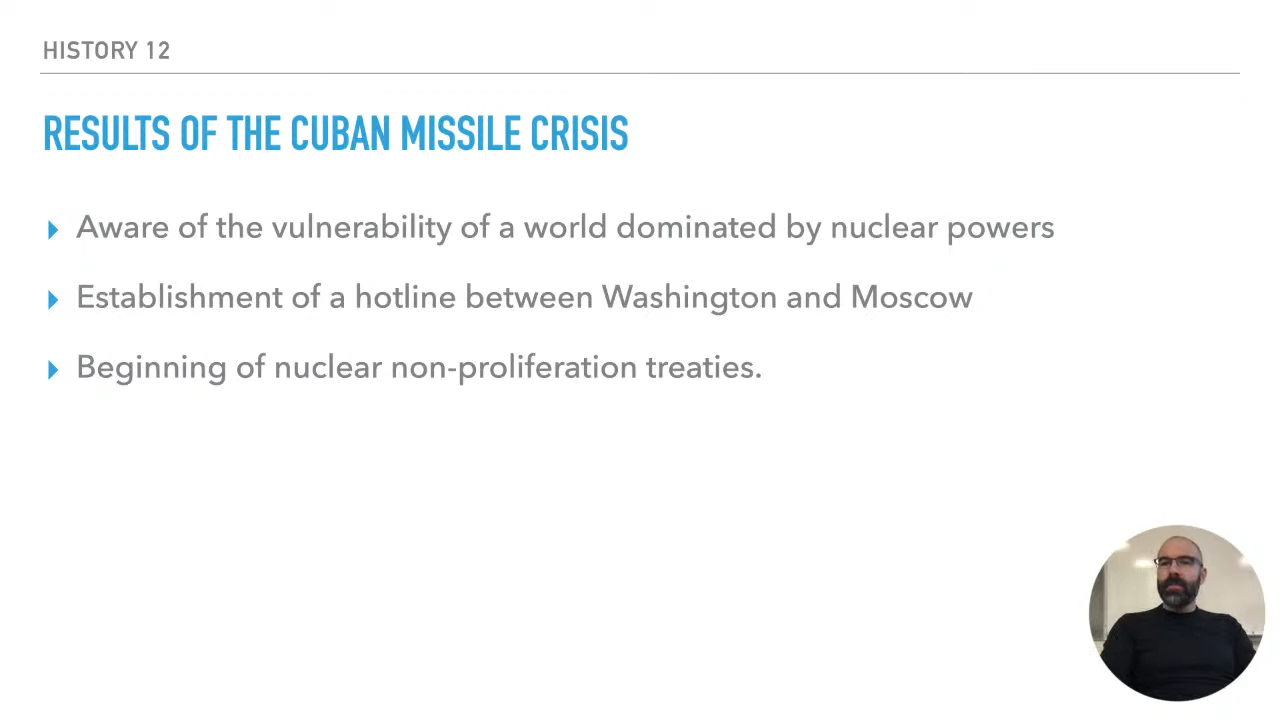 HISTORY 12
RESULTS OF THE CUBAN MISSILE CRISIS
Aware of the vulnerability of a world dominated by nuclear powers
Establishment of a hotline between Washington and Moscow
Beginning of nuclear non-proliferation treaties.